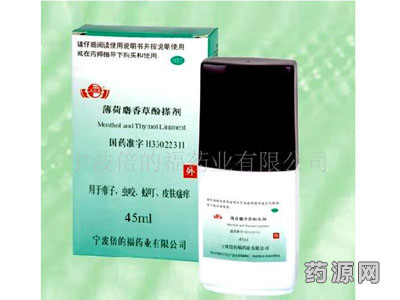 请仔细阅读使用说明书并按说明使用
或在药师指导下购买和使用.
OTC
薄荷麝香草酚搽剂
Menthol and Thymol Liniment
国药准字 H33022311
外
用于痱子、虫咬、蚊叮、皮肤瘙痒
45ml
宁波倍的福药业有限公司
薄荷麝香草酚搽剂
45ml
宁波倍的福药业有限公司
宁波倍的福药业有限公司
药源网